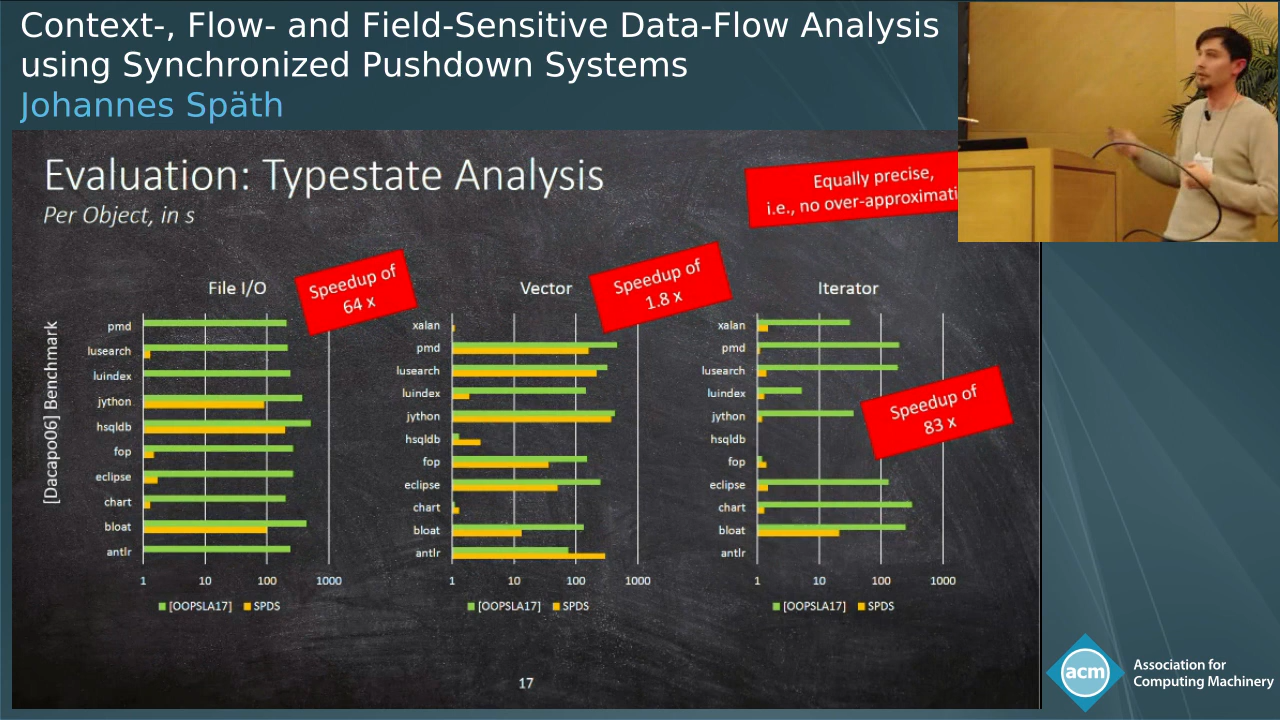 Context-, Flow- and Field-Sensitive Data-Flow Analysis
using Synchronized Pushdown Systems
Johannes Späth
Evaluation: Typestate Analysis
Per Object, in s
Equally precise,
i.e., no over-approximati
[Dacapo06] Benchmark
File I/O
Speedup of
64 x
pmd
lusearch
luindex
jython
hsqldb
fop
eclipse
chart
bloat
antlr
1 10 100 1000
[OOPSLA17] SPDS
Vector
Speedup of
1.8 x
xalan
pmd
lusearch
luindex
jython
hsqldb
fop
eclipse
chart
bloat
antlr
1 10 100 1000
[OOPSLA17] SPDS
Iterator
Speedup of
83 x
xalan
pmd
lusearch
luindex
jython
hsqldb
fop
eclipse
chart
bloat
antlr
1 10 100 1000
[OOPSLA17] SPDS
17
acm
Association for
Computing Machinery